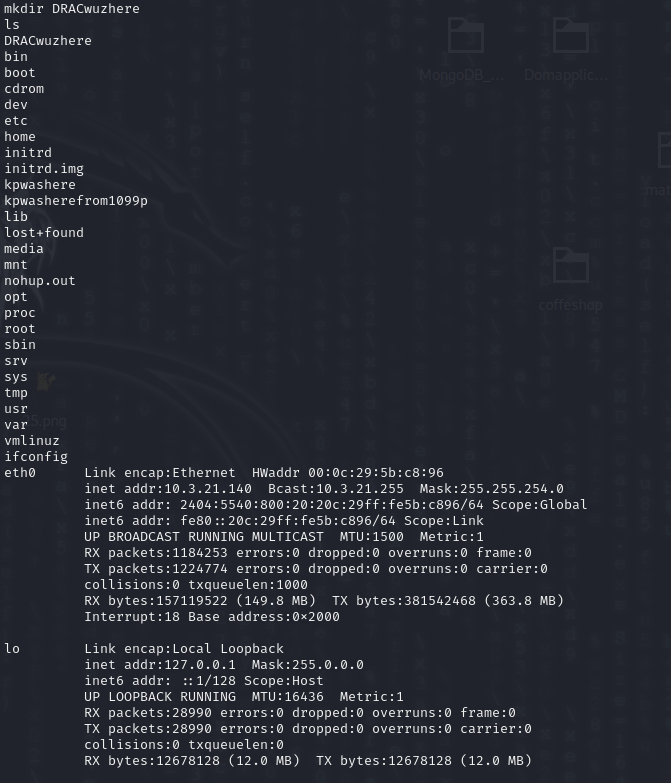 mkdir DRACwuzhere
ls
DRACwuzhere
bin
boot
cdrom
dev
etc
home
initrd
initrd.img
kpwashere
kpwasherefrom1099p
lib
lost+found
media
mnt
nohup.out
opt
proc
root
sbin
srv
sys
tmp
usr
var
vmlinuz
ifconfig
eth0      Link encap:Ethernet  HWaddr 00:0c:29:5b:c8:96
          inet addr:10.3.21.140  Bcast:10.3.21.255  Mask:255.255.254.0
          inet6 addr: 2404:5540:800:20:20c:29ff:fe5b:c896/64 Scope:Global
          inet6 addr: fe80::20c:29ff:fe5b:c896/64 Scope:Link
          UP BROADCAST RUNNING MULTICAST  MTU:1500  Metric:1
          RX packets:1184253 errors:0 dropped:0 overruns:0 frame:0
          TX packets:1224774 errors:0 dropped:0 overruns:0 carrier:0
          collisions:0 txqueuelen:1000
          RX bytes:157119522 (149.8 MB)  TX bytes:381542468 (363.8 MB)
          Interrupt:18 Base address:0×2000
lo        Link encap:Local Loopback
          inet addr:127.0.0.1  Mask:255.0.0.0
          inet6 addr: ::1/128 Scope:Host
          UP LOOPBACK RUNNING  MTU:16436  Metric:1
          RX packets:28990 errors:0 dropped:0 overruns:0 frame:0
          TX packets:28990 errors:0 dropped:0 overruns:0 carrier:0
          collisions:0 txqueuelen:0
          RX bytes:12678128 (12.0 MB)  TX bytes:12678128 (12.0 MB)
MongoDB_...
Domapplic...
coffeshop